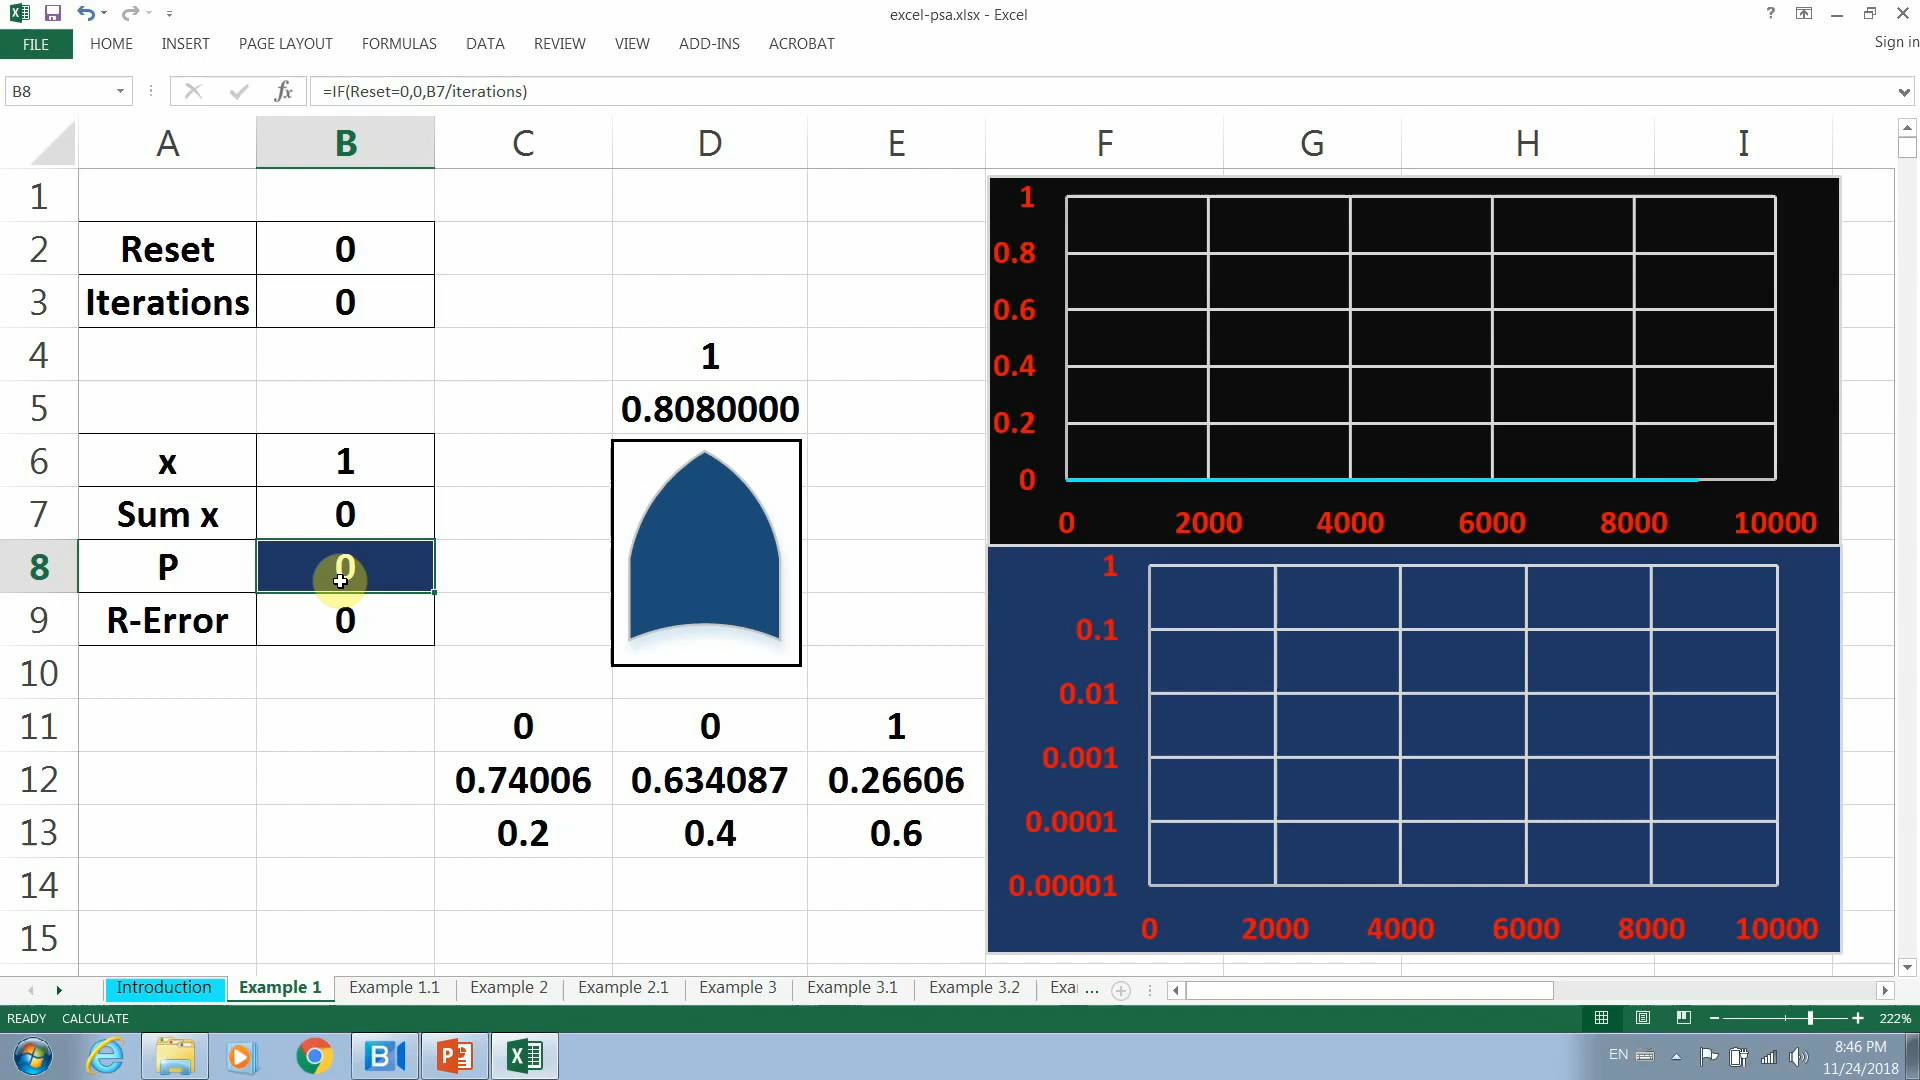 excel-psa.xlsx - Excel
FILE HOME INSERT PAGE LAYOUT FORMULAS DATA REVIEW VIEW ADD-INS ACROBAT Sign in
B8 =IF(Reset=0,0,B7/iterations)
A B C D E F G H I
1
2 Reset 0
3 Iterations 0
4 1
5 0.8080000
6 x 1
7 Sum x 0
8 P 0
9 R-Error 0
10
11 0 0 1
12 0.74006 0.634087 0.26606
13 0.2 0.4 0.6
14
15
1
0.8
0.6
0.4
0.2
0
0 2000 4000 6000 8000 10000
1
0.1
0.01
0.001
0.0001
0.00001
0 2000 4000 6000 8000 10000
Introduction Example 1 Example 1.1 Example 2 Example 2.1 Example 3 Example 3.1 Example 3.2 Exa ...
READY CALCULATE 222%
EN 8:46 PM
11/24/2018